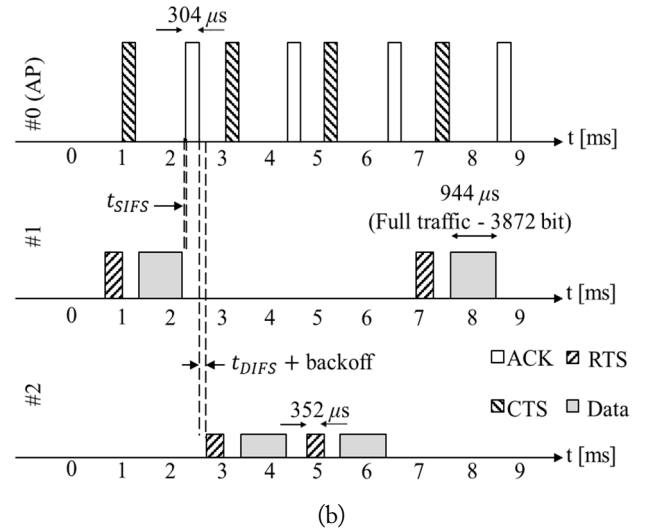 304 μs
#0 (AP)
t [ms]
0 1 2 3 4 5 6 7 8 9
944 μs
(Full traffic - 3872 bit)
t_SIFS
#1
t [ms]
0 1 2 3 4 5 6 7 8 9
t_DIFS + backoff
ACK RTS
CTS Data
#2
352 μs
t [ms]
0 1 2 3 4 5 6 7 8 9
(b)